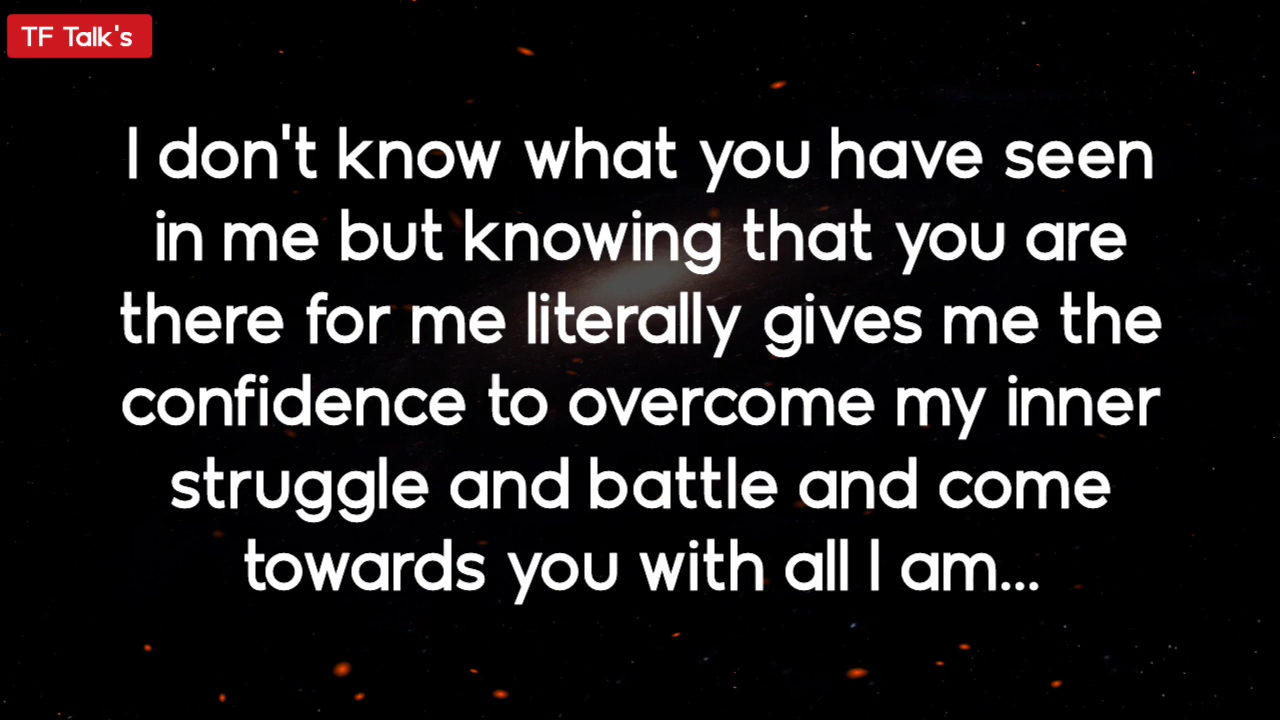 TF Talk's
I don't know what you have seen
in me but knowing that you are
there for me literally gives me the
confidence to overcome my inner
struggle and battle and come
towards you with all I am...